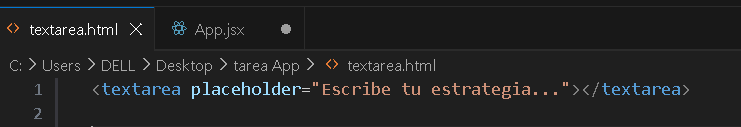 textarea.html App.jsx
C: > Users > DELL > Desktop > tarea App > textarea.html
1 <textarea placeholder="Escribe tu estrategia..."></textarea>
2